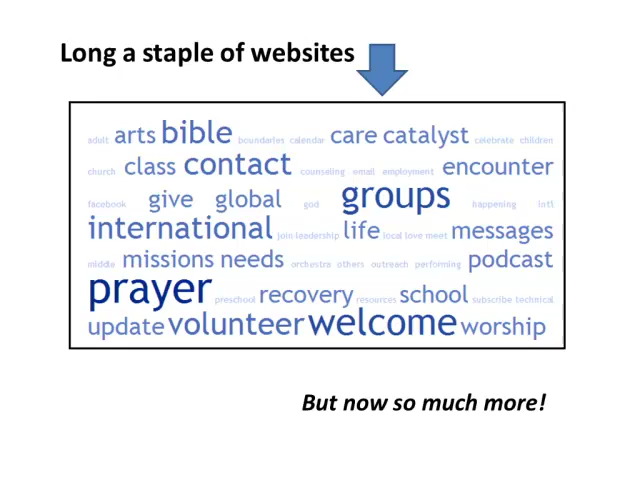 Long a staple of websites
adult arts bible boundaries calendar care catalyst celebrate children
church class contact counseling email employment encounter
facebook give global god groups happening int'l
international join leadership life local love meet messages
middle missions needs orchestra others outreach performing podcast
prayer preschool recovery resources school subscribe technical
update volunteer welcome worship
But now so much more!